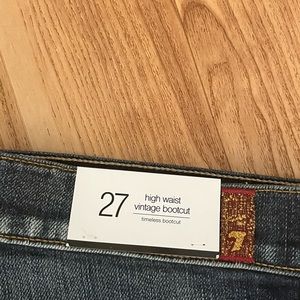 27
high waist
vintage bootcut
timeless bootcut
7